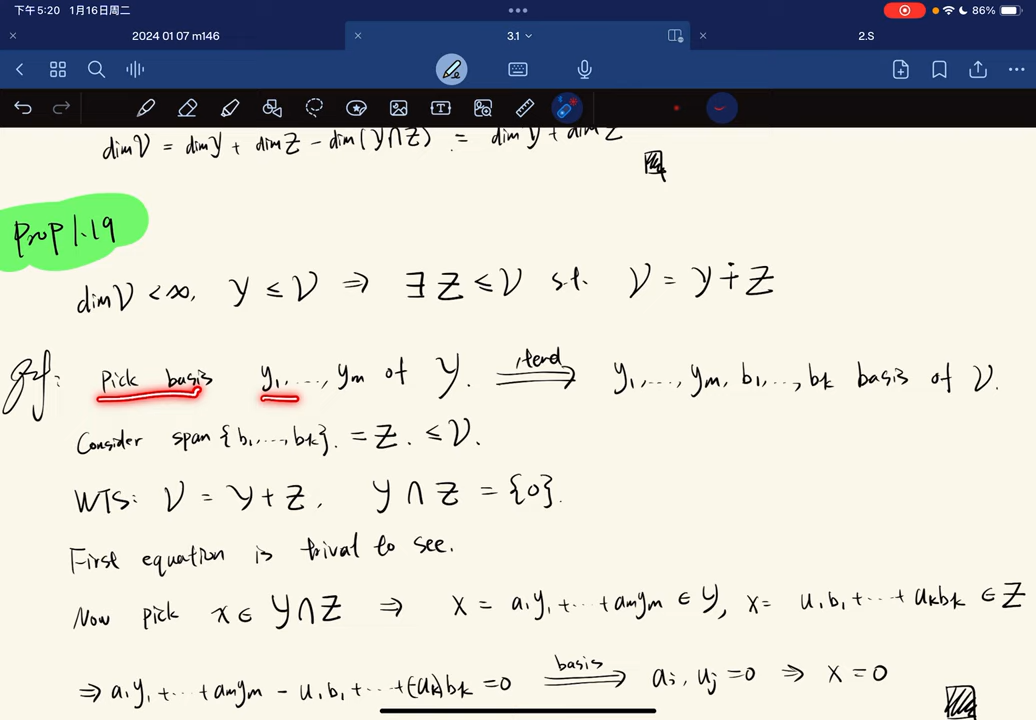 下午5:20 1月16日周二 86%
2024 01 07 m146 3.1 2.S
dim V = dim Y + dim Z - dim (Y ∩ Z) = dim Y + dim Z
Prop 1.19
dim V < ∞, Y ≤ V ⇒ ∃ Z ≤ V s.t. V = Y ∔ Z
Pf: Pick basis y₁, ..., yₘ of Y. ⟹ y₁, ..., yₘ, b₁, ..., bₖ basis of V.
Consider span {b₁, ..., bₖ}. = Z. ≤ V.
WTS: V = Y + Z, Y ∩ Z = {0}.
First equation is trival to see.
Now pick x ∈ Y ∩ Z ⇒ x = a₁y₁ + ... + aₘyₘ ∈ Y, x = u₁b₁ + ... + uₖbₖ ∈ Z
⇒ a₁y₁ + ... + aₘyₘ - u₁b₁ + ... + (-uₖ)bₖ = 0 basis ⟹ aᵢ, uⱼ = 0 ⇒ x = 0